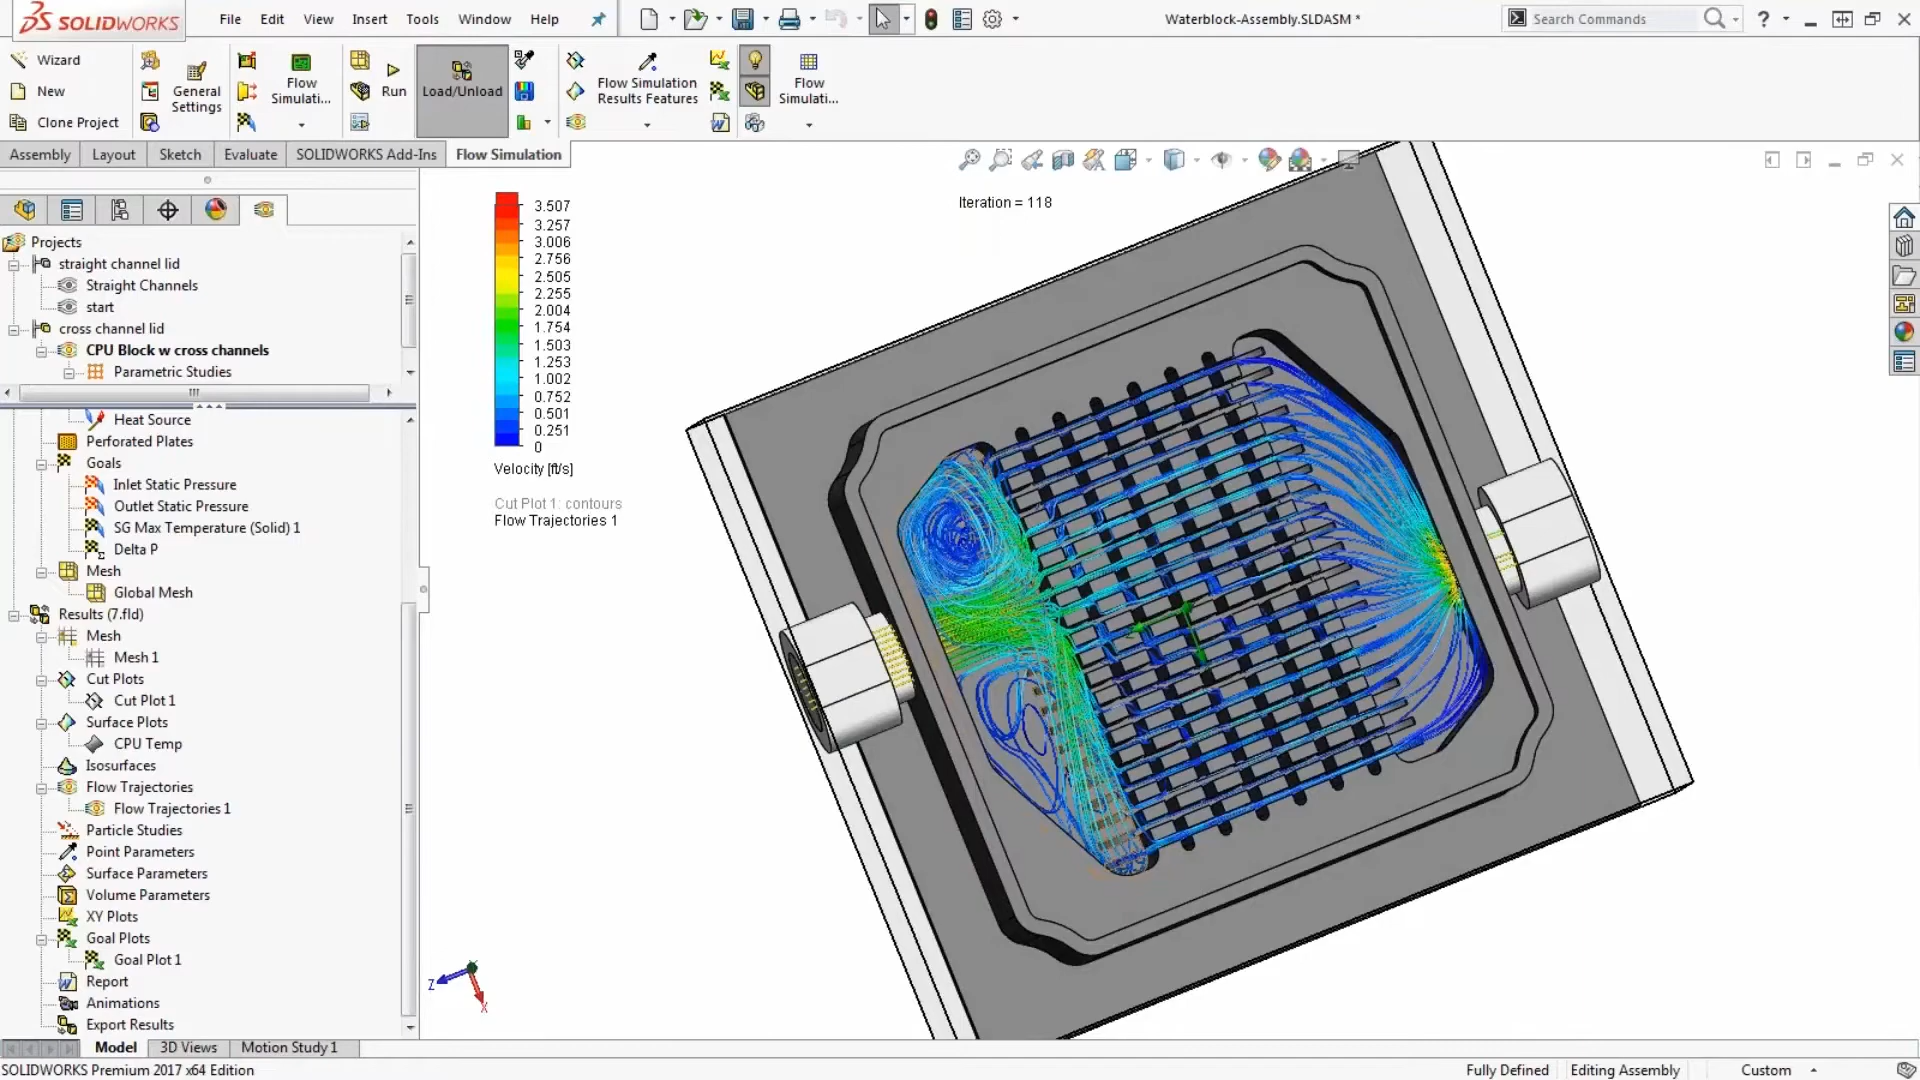 SOLIDWORKS
File Edit View Insert Tools Window Help
Waterblock-Assembly.SLDASM *
Search Commands
?
Wizard
New
Clone Project
General Settings
Flow Simulati...
Run
Load/Unload
Flow Simulation Results Features
Flow Simulati...
Assembly Layout Sketch Evaluate SOLIDWORKS Add-Ins Flow Simulation
Projects
straight channel lid
Straight Channels
start
cross channel lid
CPU Block w cross channels
Parametric Studies
Heat Source
Perforated Plates
Goals
Inlet Static Pressure
Outlet Static Pressure
SG Max Temperature (Solid) 1
Delta P
Mesh
Global Mesh
Results (7.fld)
Mesh
Mesh 1
Cut Plots
Cut Plot 1
Surface Plots
CPU Temp
Isosurfaces
Flow Trajectories
Flow Trajectories 1
Particle Studies
Point Parameters
Surface Parameters
Volume Parameters
XY Plots
Goal Plots
Goal Plot 1
Report
Animations
Export Results
3.507
3.257
3.006
2.756
2.505
2.255
2.004
1.754
1.503
1.253
1.002
0.752
0.501
0.251
0
Velocity [ft/s]
Cut Plot 1: contours
Flow Trajectories 1
Iteration = 118
Z
X
Model 3D Views Motion Study 1
SOLIDWORKS Premium 2017 x64 Edition
Fully Defined Editing Assembly Custom